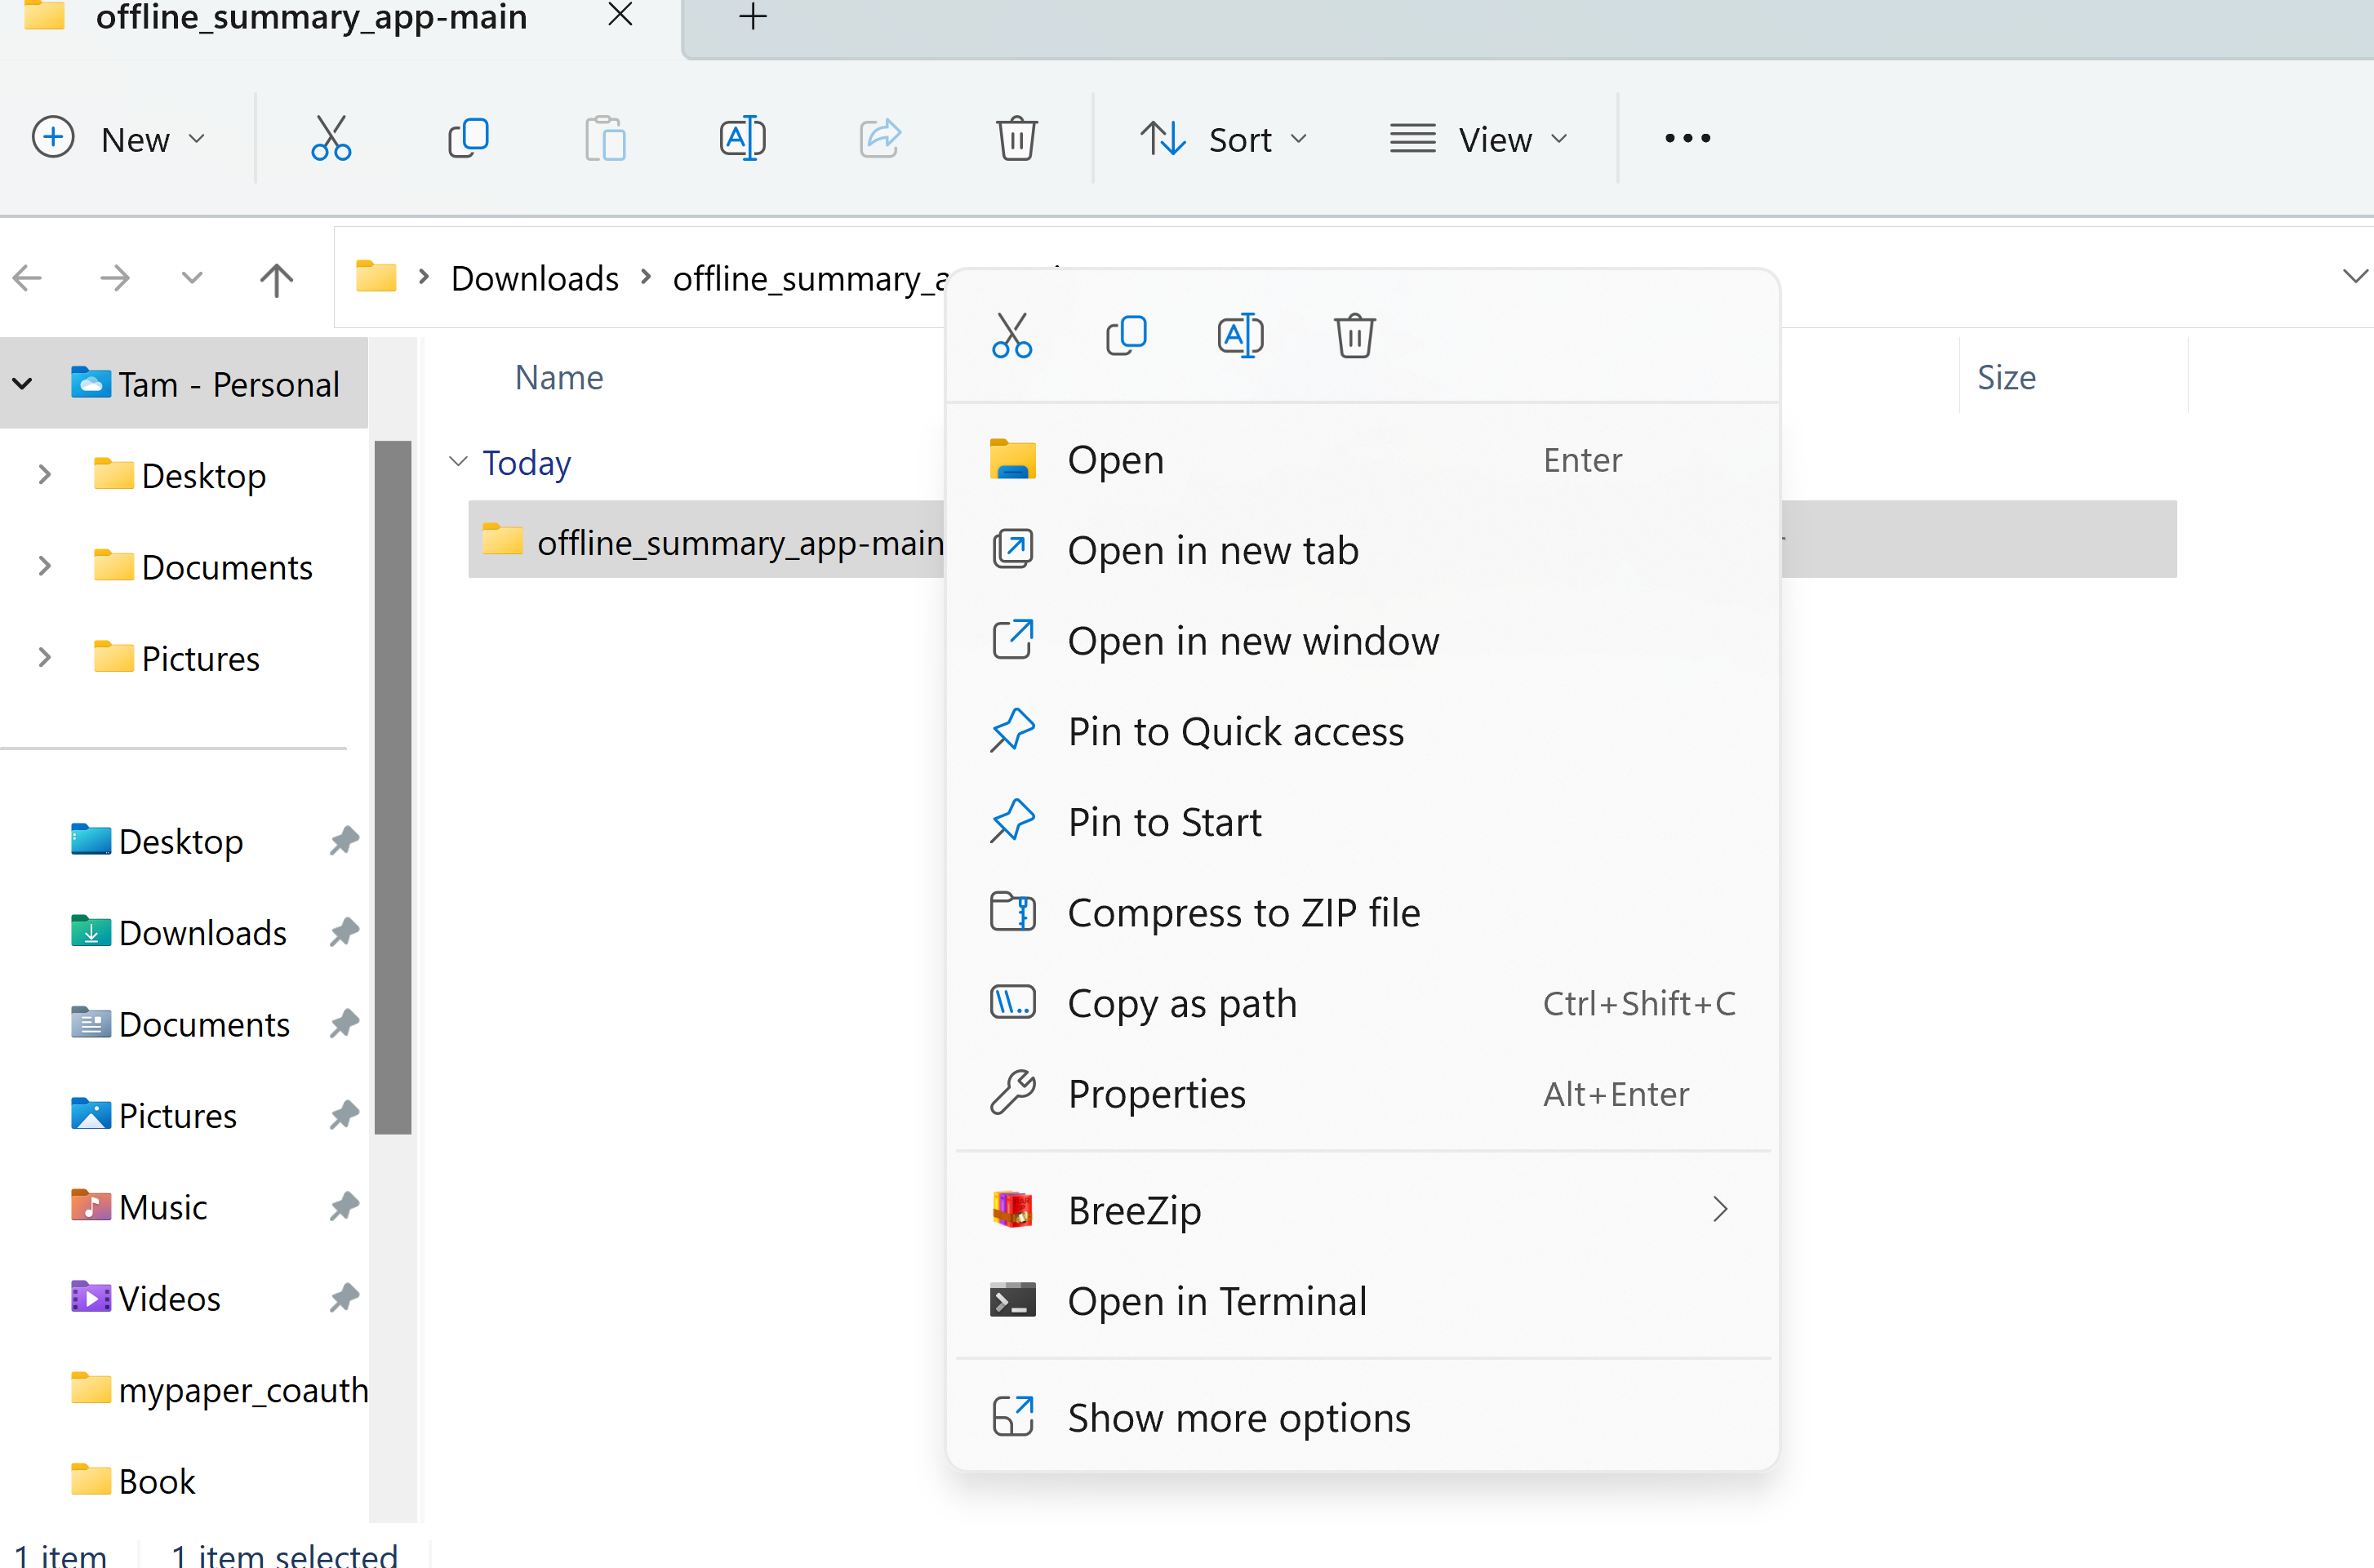 offline_summary_app-main
New
Sort
View
Downloads
offline_summary_a
Tam - Personal
Desktop
Documents
Pictures
Desktop
Downloads
Documents
Pictures
Music
Videos
mypaper_coauth
Book
Name
Size
Today
offline_summary_app-main
Open Enter
Open in new tab
Open in new window
Pin to Quick access
Pin to Start
Compress to ZIP file
Copy as path Ctrl+Shift+C
Properties Alt+Enter
BreeZip
Open in Terminal
Show more options
1 item 1 item selected